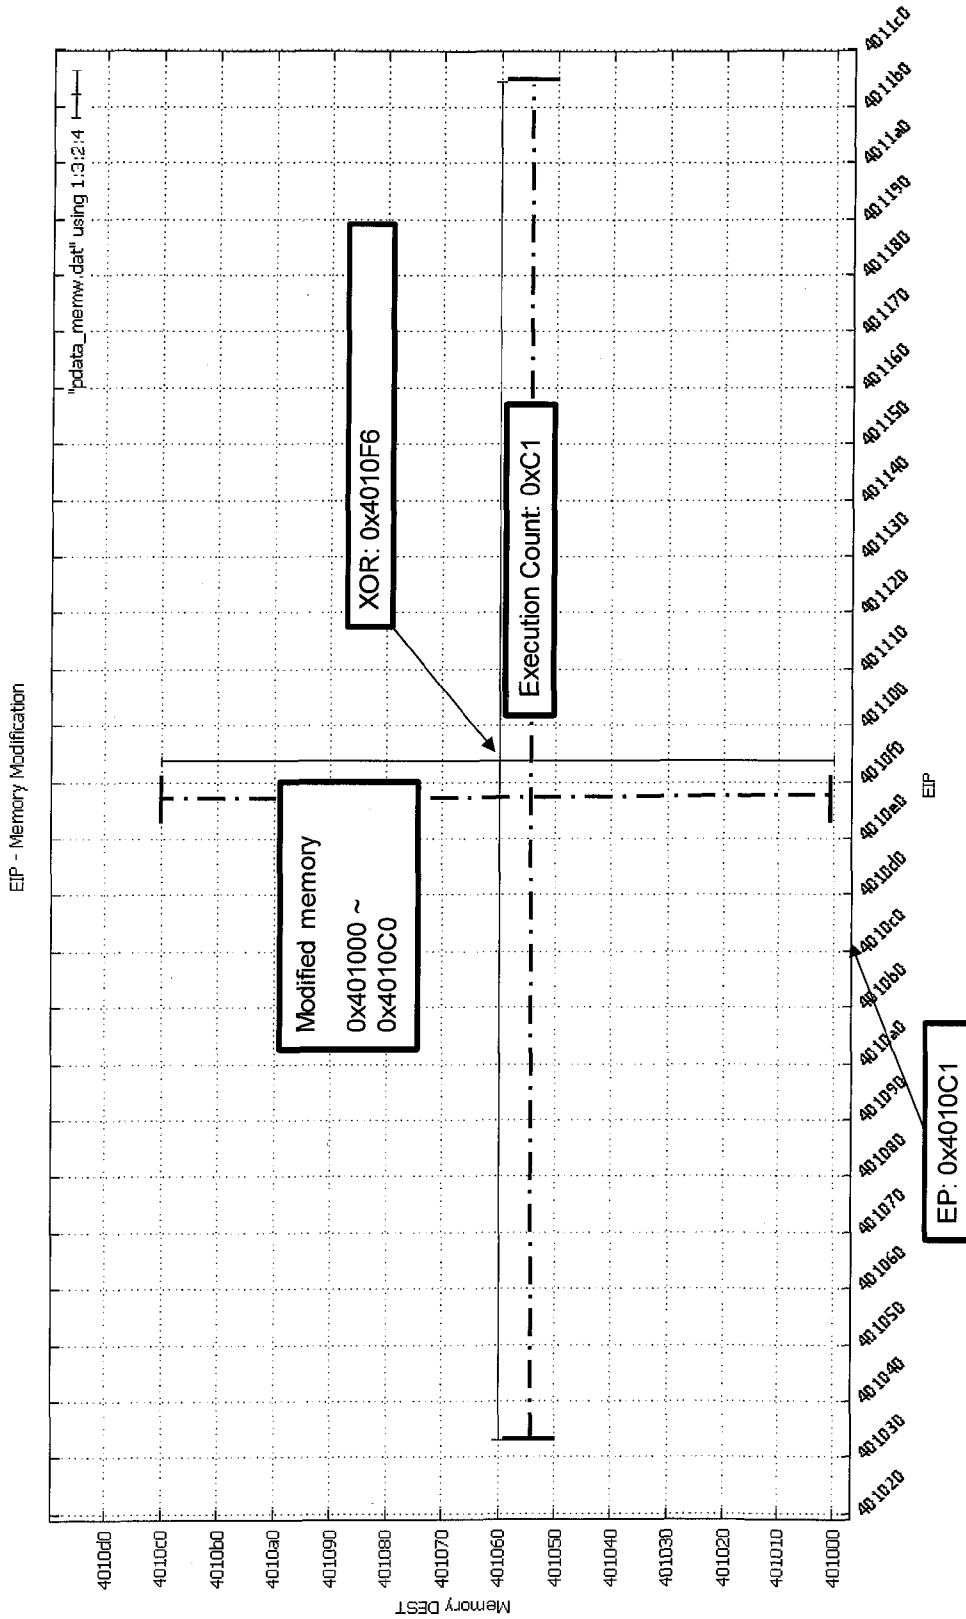 EIP - Memory Modification
"pdata_memw.dat" using 1:3:2:4
Memory DEST
4010d0
4010c0
4010b0
4010a0
401090
401080
401070
401060
401050
401040
401030
401020
401010
401000
Modified memory
0x401000 ~
0x4010C0
XOR: 0x4010F6
Execution Count: 0xC1
401020
401030
401040
401050
401060
401070
401080
401090
4010a0
4010b0
4010c0
4010d0
4010e0
4010f0
401100
401110
401120
401130
401140
401150
401160
401170
401180
401190
4011a0
4011b0
4011c0
EIP
EP: 0x4010C1